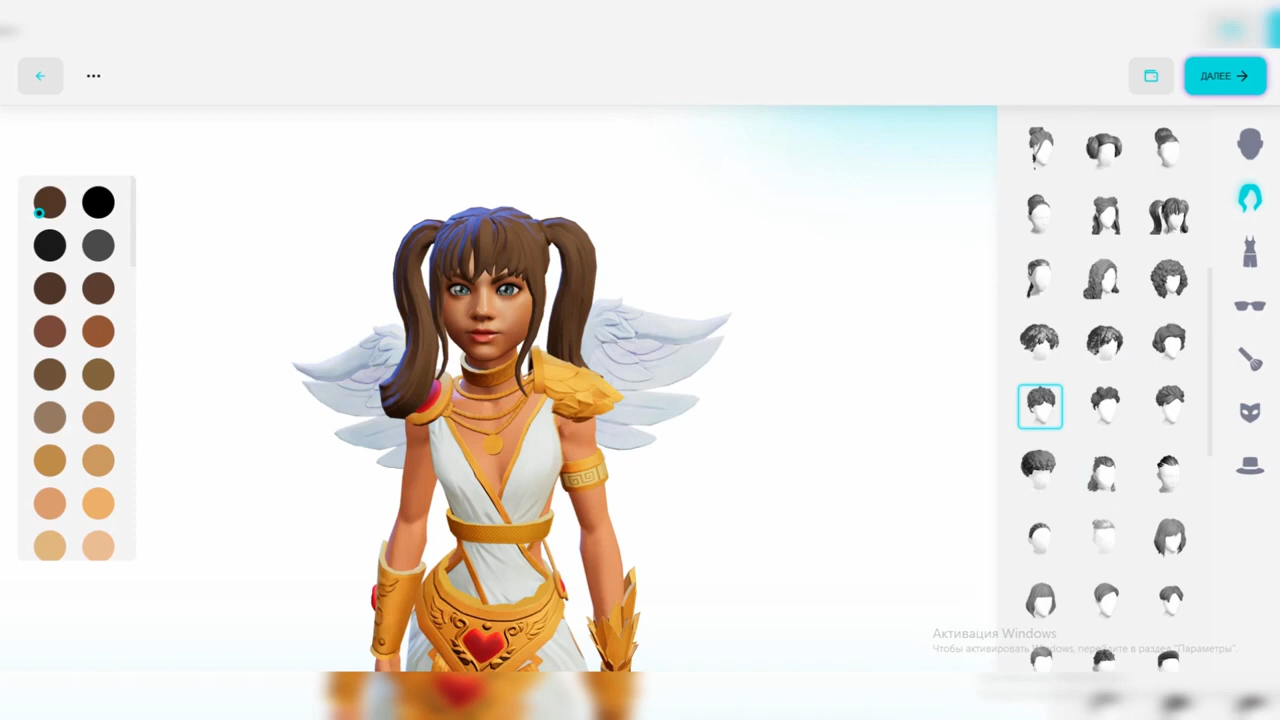 ДАЛЕЕ
Активация Windows
Чтобы активировать Windows, перейдите в раздел "Параметры".